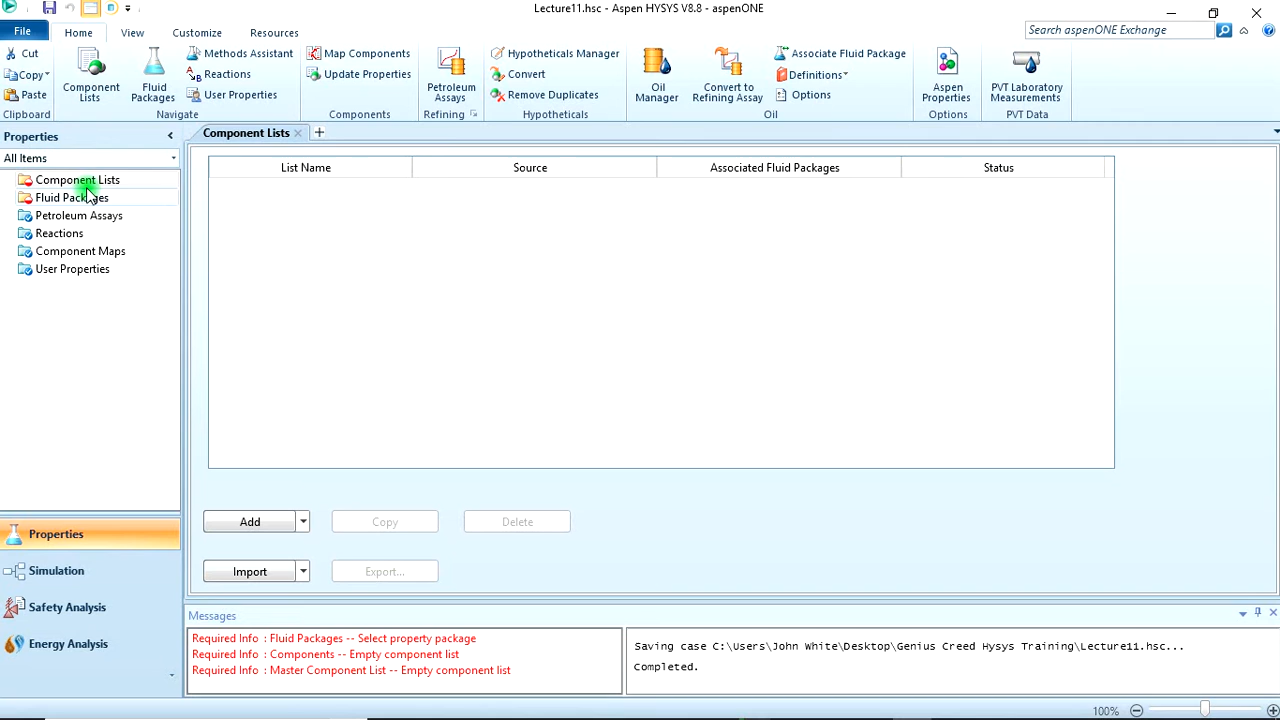 Lecture11.hsc - Aspen HYSYS V8.8 - aspenONE
File Home View Customize Resources
Search aspenONE Exchange
Cut
Copy
Paste
Clipboard
Component Lists
Fluid Packages
Methods Assistant
Reactions
User Properties
Navigate
Map Components
Update Properties
Components
Petroleum Assays
Refining
Hypotheticals Manager
Convert
Remove Duplicates
Hypotheticals
Oil Manager
Convert to Refining Assay
Associate Fluid Package
Definitions
Options
Oil
Aspen Properties
Options
PVT Laboratory Measurements
PVT Data
Properties
All Items
Component Lists
Fluid Packages
Petroleum Assays
Reactions
Component Maps
User Properties
Properties
Simulation
Safety Analysis
Energy Analysis
Component Lists
List Name Source Associated Fluid Packages Status
Add Copy Delete
Import Export...
Messages
Required Info : Fluid Packages -- Select property package
Required Info : Components -- Empty component list
Required Info : Master Component List -- Empty component list
Saving case C:\Users\John White\Desktop\Genius Creed Hysys Training\Lecture11.hsc...
Completed.
100%